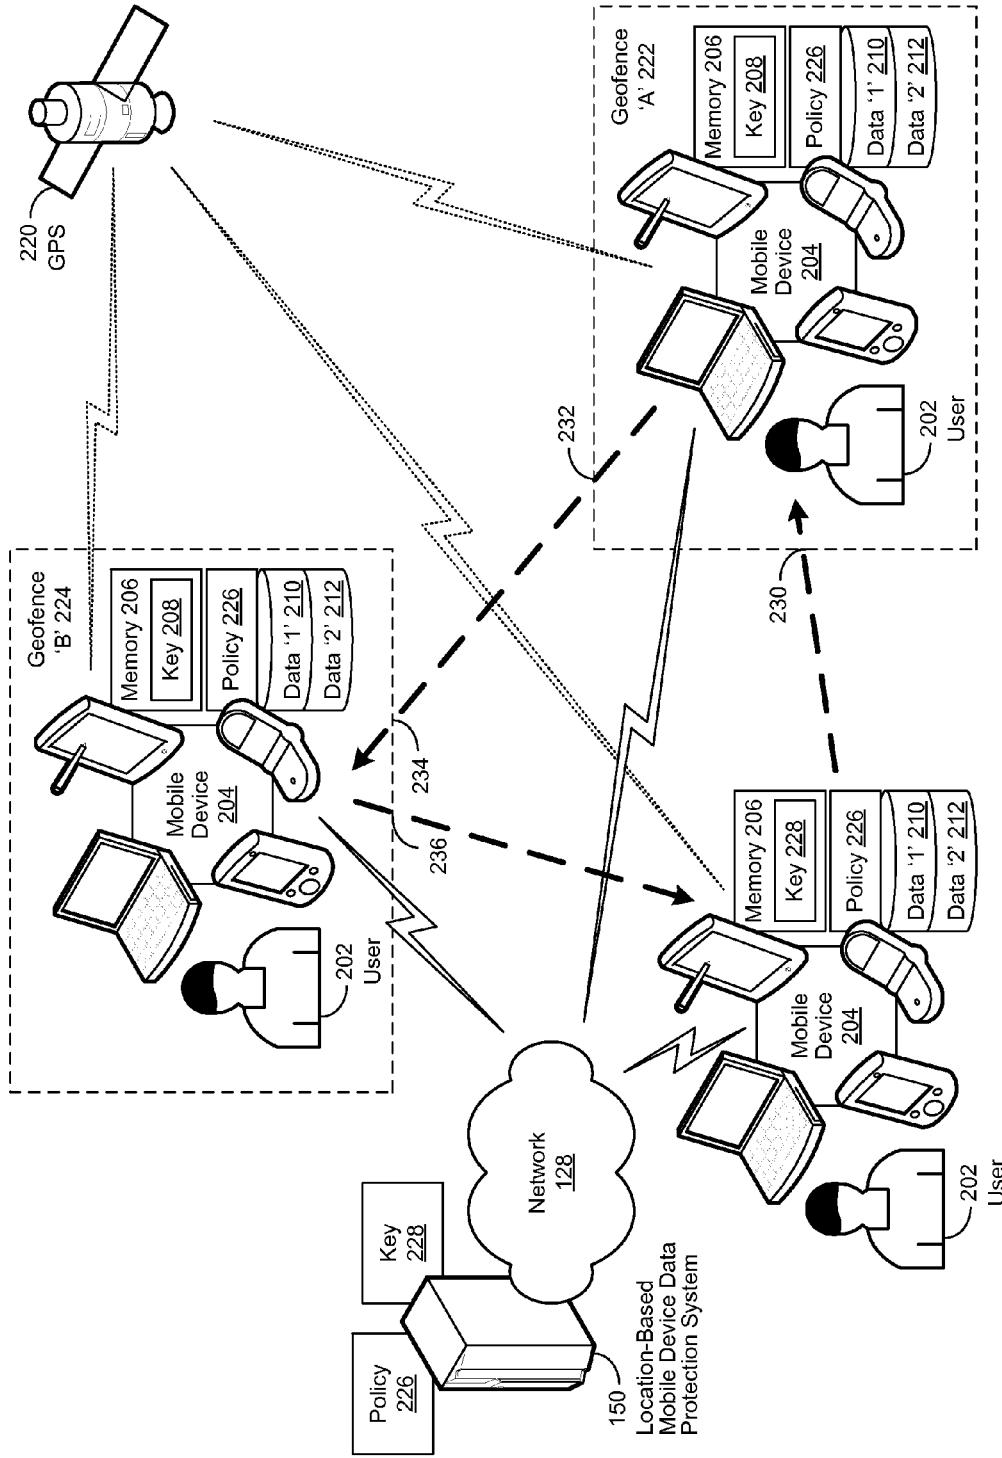 220
GPS
Geofence
'B' 224
Memory 206
Key 208
Policy 226
Data '1' 210
Data '2' 212
Mobile
Device
204
202
User
234
236
232
230
Geofence
'A' 222
Memory 206
Key 208
Policy 226
Data '1' 210
Data '2' 212
Mobile
Device
204
202
User
Policy
226
Key
228
150
Location-Based
Mobile Device Data
Protection System
Network
128
Memory 206
Key 228
Policy 226
Data '1' 210
Data '2' 212
Mobile
Device
204
202
User